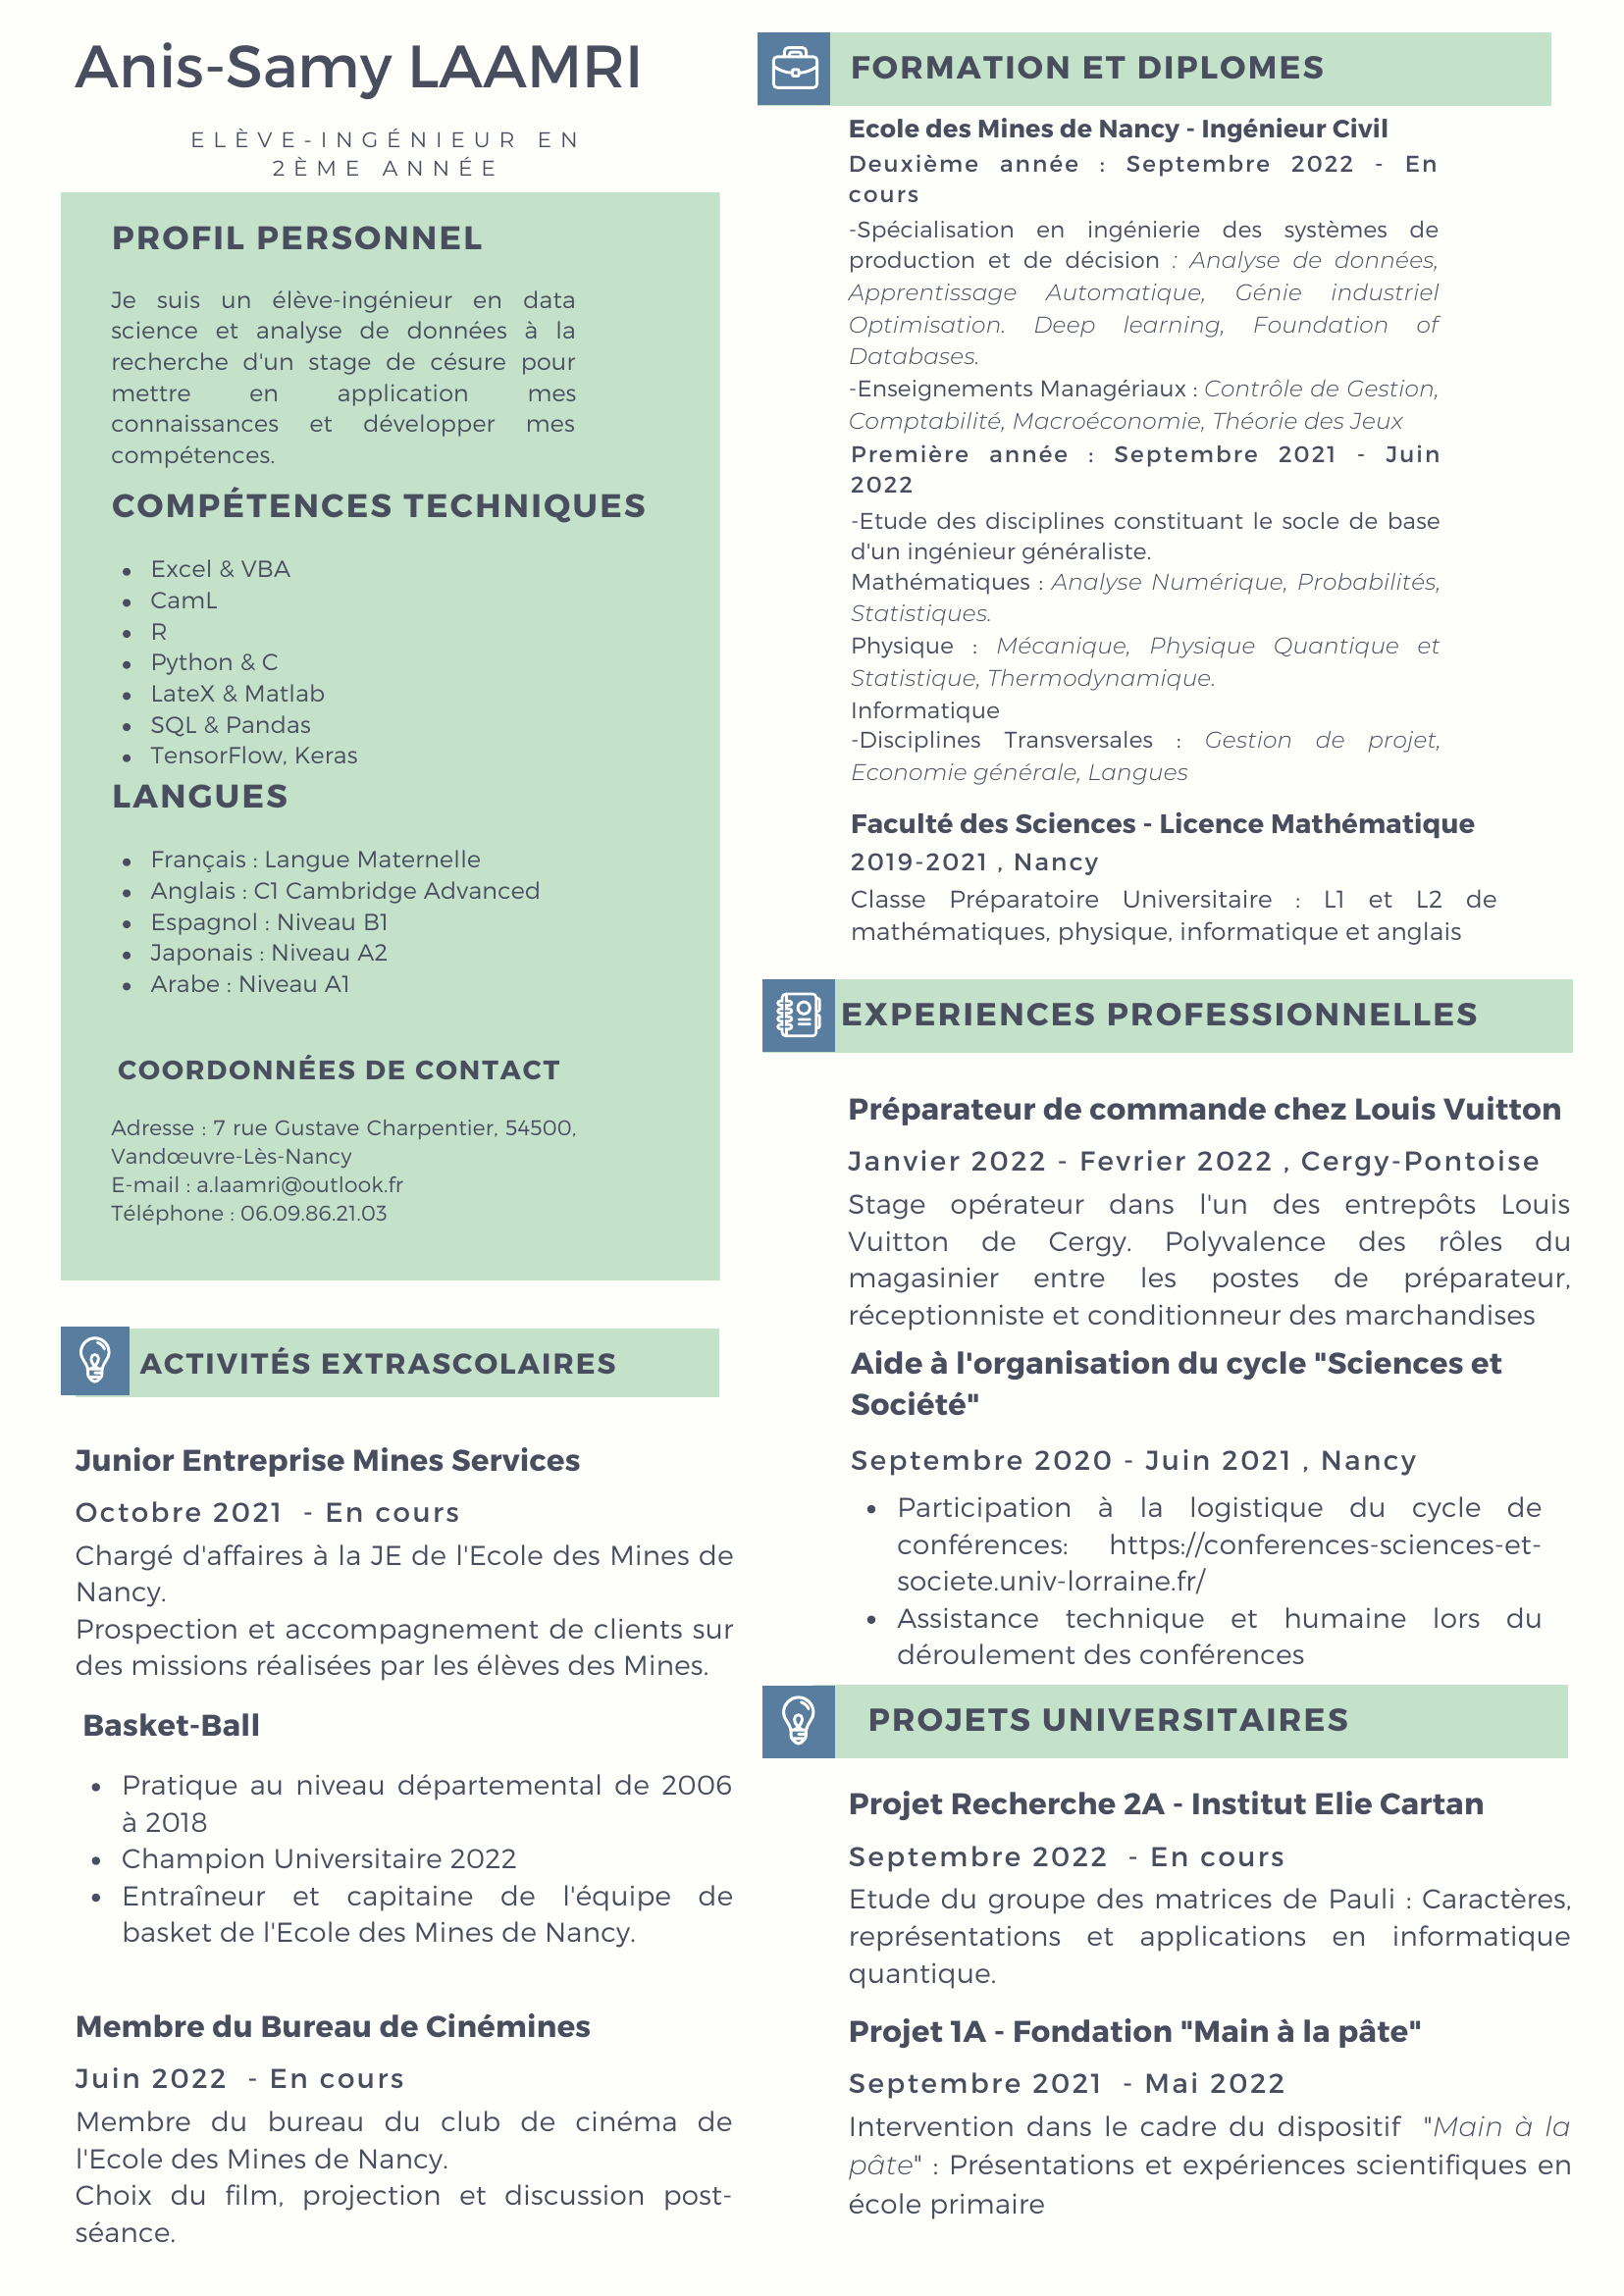 Anis-Samy LAAMRI
ELÈVE-INGÉNIEUR EN
2ÈME ANNÉE
PROFIL PERSONNEL
Je suis un élève-ingénieur en data
science et analyse de données à la
recherche d'un stage de césure pour
mettre en application mes
connaissances et développer mes
compétences.
COMPÉTENCES TECHNIQUES
• Excel & VBA
• CamL
• R
• Python & C
• LateX & Matlab
• SQL & Pandas
• TensorFlow, Keras
LANGUES
• Français : Langue Maternelle
• Anglais : C1 Cambridge Advanced
• Espagnol : Niveau B1
• Japonais : Niveau A2
• Arabe : Niveau A1
COORDONNÉES DE CONTACT
Adresse : 7 rue Gustave Charpentier, 54500,
Vandœuvre-Lès-Nancy
E-mail : a.laamri@outlook.fr
Téléphone : 06.09.86.21.03
ACTIVITÉS EXTRASCOLAIRES
Junior Entreprise Mines Services
Octobre 2021 - En cours
Chargé d'affaires à la JE de l'Ecole des Mines de
Nancy.
Prospection et accompagnement de clients sur
des missions réalisées par les élèves des Mines.
Basket-Ball
• Pratique au niveau départemental de 2006
à 2018
• Champion Universitaire 2022
• Entraîneur et capitaine de l'équipe de
basket de l'Ecole des Mines de Nancy.
Membre du Bureau de Cinémines
Juin 2022 - En cours
Membre du bureau du club de cinéma de
l'Ecole des Mines de Nancy.
Choix du film, projection et discussion post-
séance.
FORMATION ET DIPLOMES
Ecole des Mines de Nancy - Ingénieur Civil
Deuxième année : Septembre 2022 - En
cours
-Spécialisation en ingénierie des systèmes de
production et de décision : Analyse de données,
Apprentissage Automatique, Génie industriel
Optimisation. Deep learning, Foundation of
Databases.
-Enseignements Managériaux : Contrôle de Gestion,
Comptabilité, Macroéconomie, Théorie des Jeux
Première année : Septembre 2021 - Juin
2022
-Etude des disciplines constituant le socle de base
d'un ingénieur généraliste.
Mathématiques : Analyse Numérique, Probabilités,
Statistiques.
Physique : Mécanique, Physique Quantique et
Statistique, Thermodynamique.
Informatique
-Disciplines Transversales : Gestion de projet,
Economie générale, Langues
Faculté des Sciences - Licence Mathématique
2019-2021 , Nancy
Classe Préparatoire Universitaire : L1 et L2 de
mathématiques, physique, informatique et anglais
EXPERIENCES PROFESSIONNELLES
Préparateur de commande chez Louis Vuitton
Janvier 2022 - Fevrier 2022 , Cergy-Pontoise
Stage opérateur dans l'un des entrepôts Louis
Vuitton de Cergy. Polyvalence des rôles du
magasinier entre les postes de préparateur,
réceptionniste et conditionneur des marchandises
Aide à l'organisation du cycle "Sciences et
Société"
Septembre 2020 - Juin 2021 , Nancy
• Participation à la logistique du cycle de
conférences: https://conferences-sciences-et-
societe.univ-lorraine.fr/
• Assistance technique et humaine lors du
déroulement des conférences
PROJETS UNIVERSITAIRES
Projet Recherche 2A - Institut Elie Cartan
Septembre 2022 - En cours
Etude du groupe des matrices de Pauli : Caractères,
représentations et applications en informatique
quantique.
Projet 1A - Fondation "Main à la pâte"
Septembre 2021 - Mai 2022
Intervention dans le cadre du dispositif "Main à la
pâte" : Présentations et expériences scientifiques en
école primaire